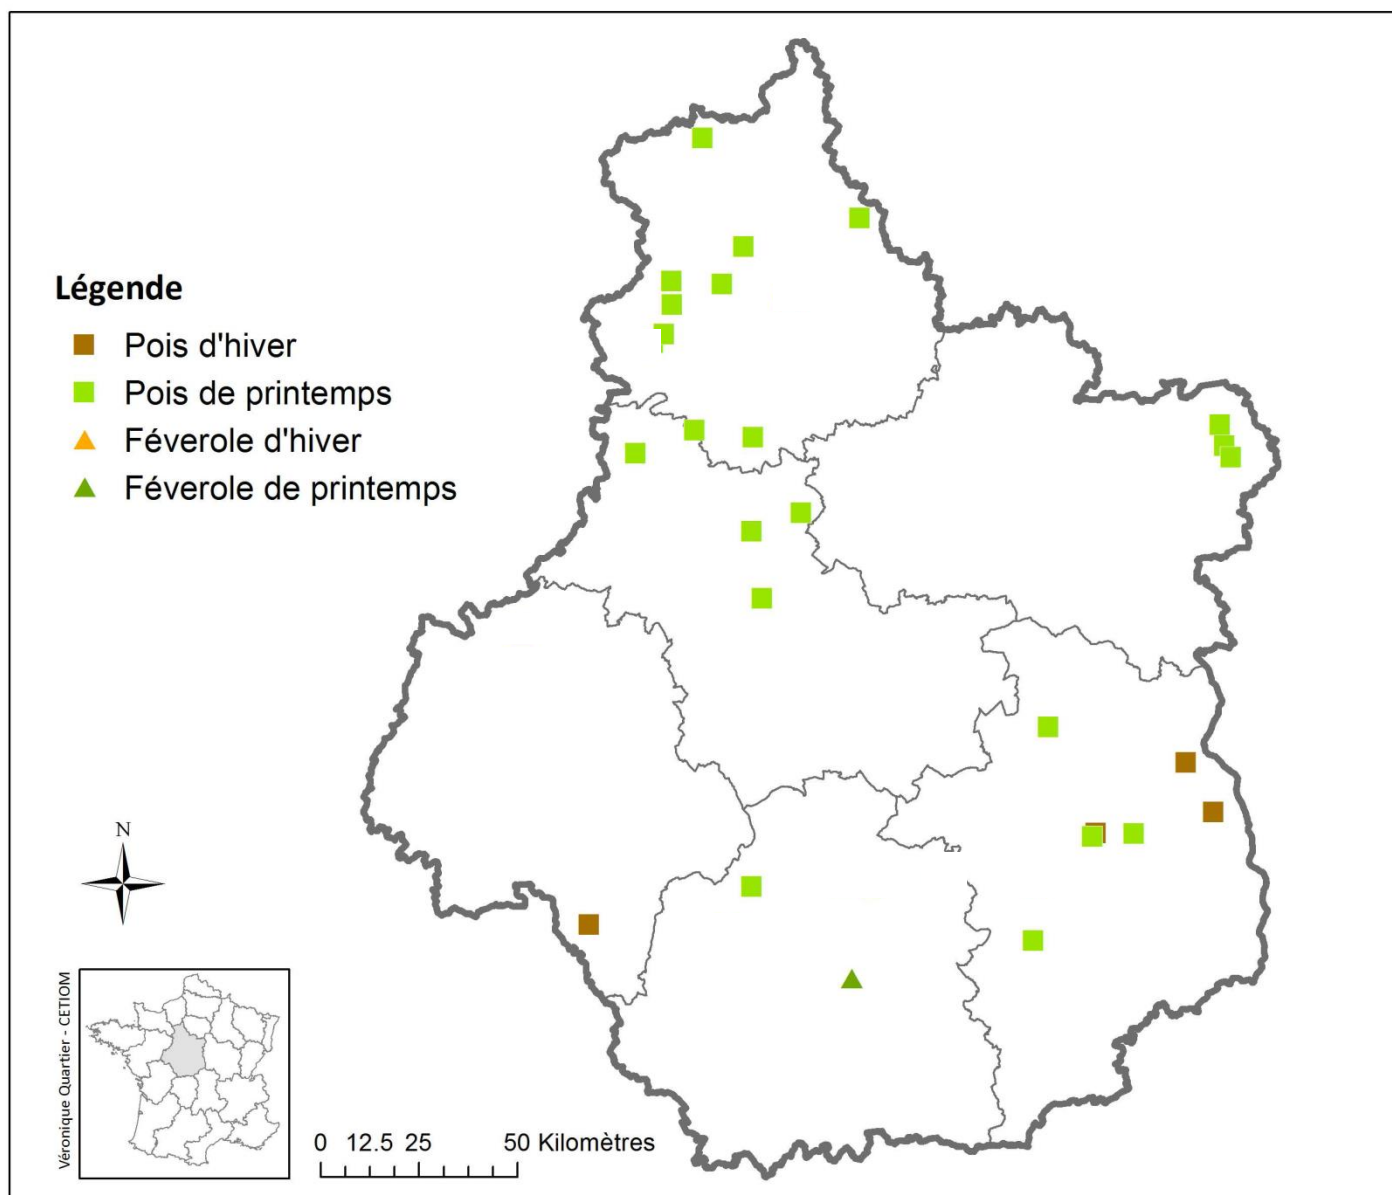 Légende
Pois d'hiver
Pois de printemps
Féverole d'hiver
Féverole de printemps
N
Véronique Quartier - CETIOM
0 12.5 25 50 Kilomètres